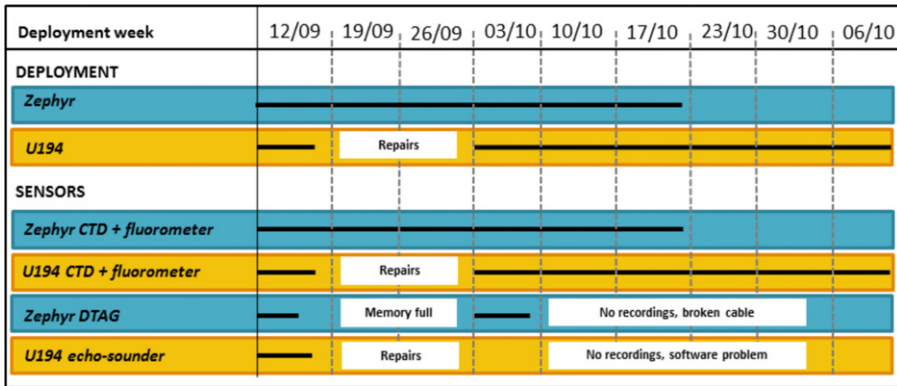 Deployment week 12/09 19/09 26/09 03/10 10/10 17/10 23/10 30/10 06/10
DEPLOYMENT
Zephyr
U194 Repairs
SENSORS
Zephyr CTD + fluorometer
U194 CTD + fluorometer Repairs
Zephyr DTAG Memory full No recordings, broken cable
U194 echo-sounder Repairs No recordings, software problem